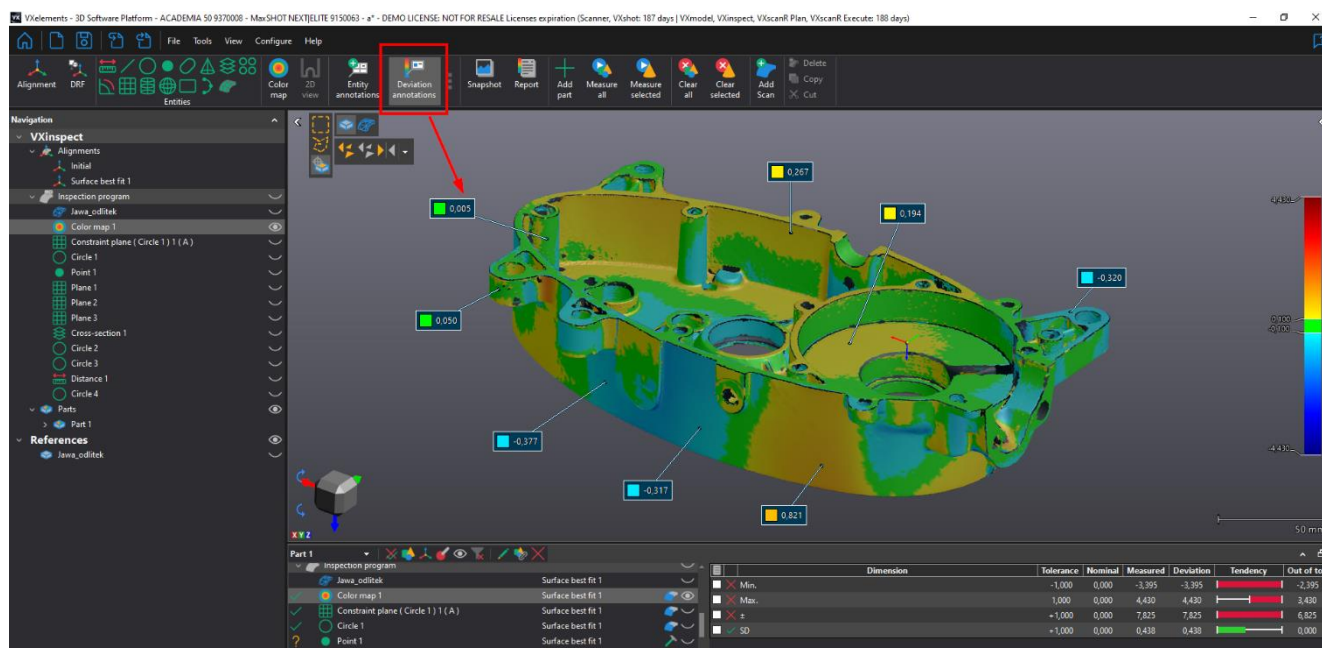 VXelements - 3D Software Platform - ACADEMIA 50 9370008 - MaxSHOT NEXT|ELITE 9150063 - a* - DEMO LICENSE: NOT FOR RESALE Licenses expiration (Scanner, VXshot: 187 days | VXmodel, VXinspect, VXscanR Plan, VXscanR Execute: 188 days)
File Tools View Configure Help
Alignment DRF Entities Color map 2D view Entity annotations Deviation annotations Snapshot Report Add part Measure all Measure selected Clear all Clear selected Add Scan
Delete
Copy
Cut
Navigation
VXinspect
Alignments
Initial
Surface best fit 1
Inspection program
Jawa_odlitek
Color map 1
Constraint plane ( Circle 1 ) 1 ( A )
Circle 1
Point 1
Plane 1
Plane 2
Plane 3
Cross-section 1
Circle 2
Circle 3
Distance 1
Circle 4
Parts
Part 1
References
Jawa_odlitek
0,267
0,005
0,194
-0,320
0,050
-0,377
-0,317
0,821
X Y Z
50 mm
Part 1
Inspection program
Jawa_odlitek Surface best fit 1
Color map 1 Surface best fit 1
Constraint plane ( Circle 1 ) 1 ( A ) Surface best fit 1
Circle 1 Surface best fit 1
? Point 1 Surface best fit 1
Dimension Tolerance Nominal Measured Deviation Tendency Out of to
Min. -1,000 0,000 -3,395 -3,395 -2,395
Max. 1,000 0,000 4,430 4,430 3,430
± 1,000 0,000 7,825 7,825 6,825
SD 1,000 0,000 0,438 0,438 0,000